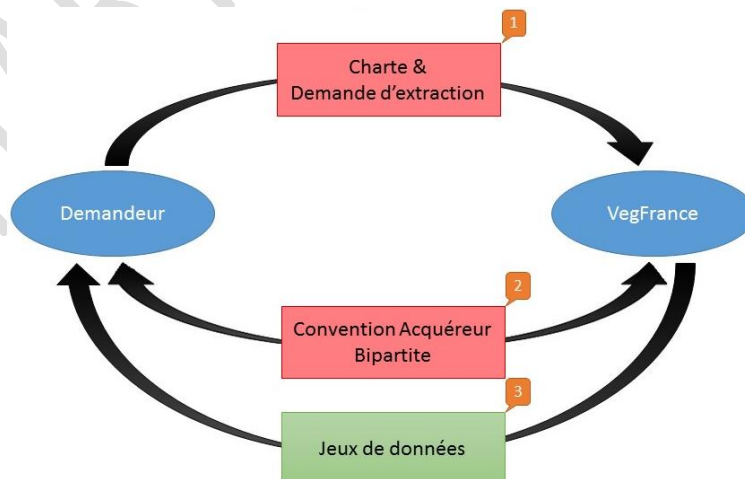 1
Charte &
Demande d'extraction
Demandeur
VegFrance
2
Convention Acquéreur
Bipartite
3
Jeux de données